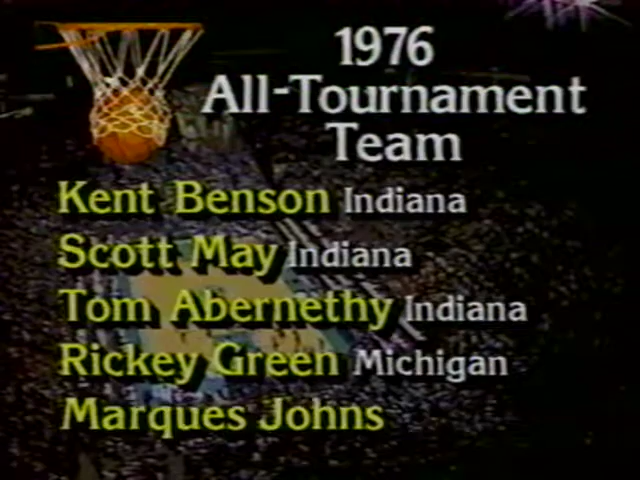 1976
All-Tournament
Team
Kent Benson Indiana
Scott May Indiana
Tom Abernethy Indiana
Rickey Green Michigan
Marques Johns